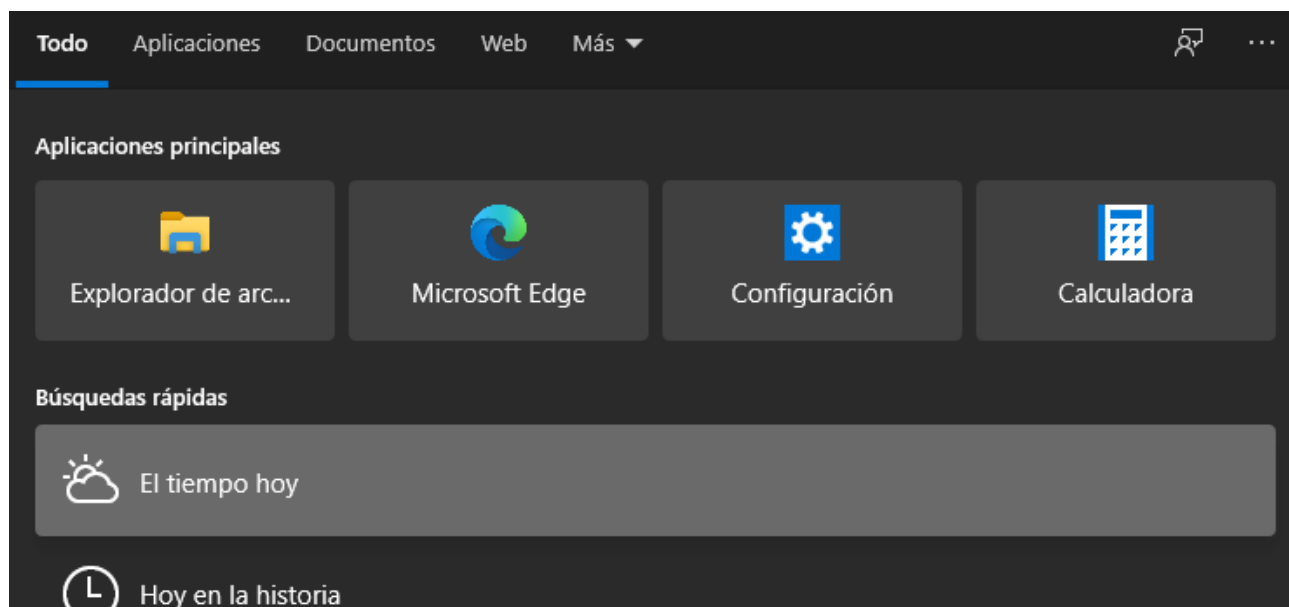 Todo Aplicaciones Documentos Web Más
Aplicaciones principales
Explorador de arc... Microsoft Edge Configuración Calculadora
Búsquedas rápidas
El tiempo hoy
Hoy en la historia